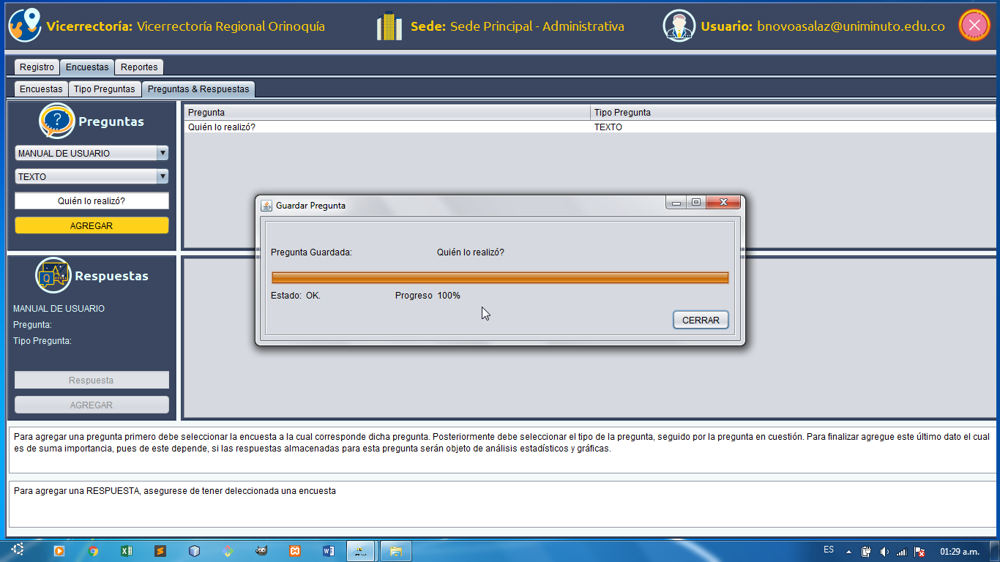 Vicerrectoría: Vicerrectoría Regional Orinoquía
Sede: Sede Principal - Administrativa
Usuario: bnovoasalaz@uniminuto.edu.co
Registro Encuestas Reportes
Encuestas Tipo Preguntas Preguntas & Respuestas
Preguntas
MANUAL DE USUARIO
TEXTO
Quién lo realizó?
AGREGAR
Pregunta Tipo Pregunta
Quién lo realizó? TEXTO
Guardar Pregunta
Pregunta Guardada: Quién lo realizó?
Estado: OK. Progreso 100%
CERRAR
Respuestas
MANUAL DE USUARIO
Pregunta:
Tipo Pregunta:
Respuesta
AGREGAR
Para agregar una pregunta primero debe seleccionar la encuesta a la cual corresponde dicha pregunta. Posteriormente debe seleccionar el tipo de la pregunta, seguido por la pregunta en cuestión. Para finalizar agregue este último dato el cual
es de suma importancia, pues de este depende, si las respuestas almacenadas para esta pregunta serán objeto de análisis estadísticos y gráficas.
Para agregar una RESPUESTA, asegurese de tener deleccionada una encuesta
ES 01:29 a.m.